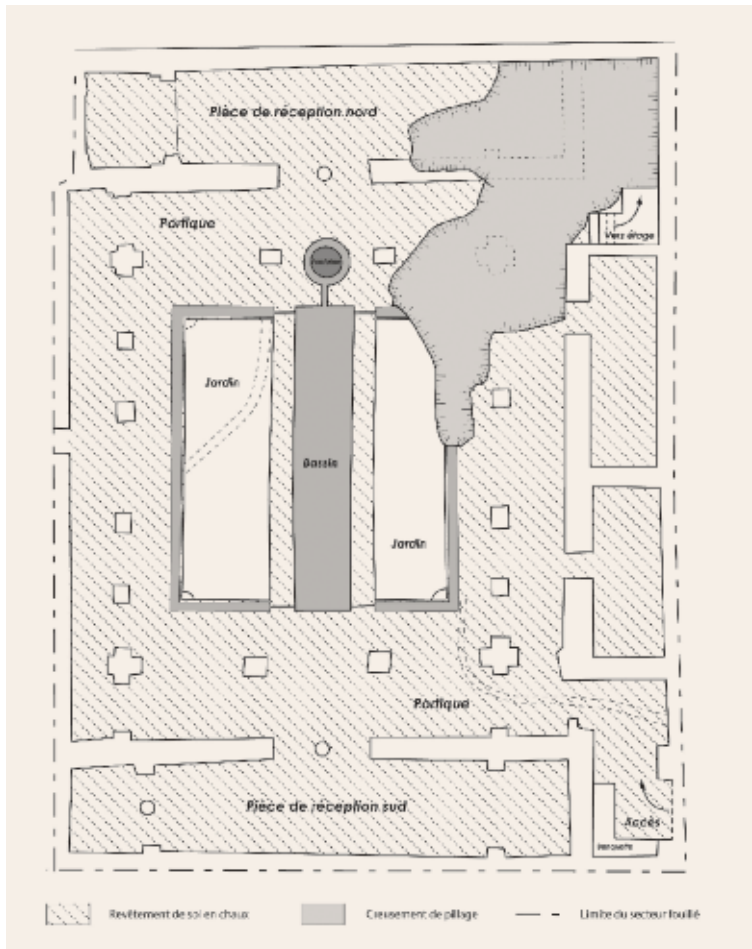 Pièce de réception nord
Portique
Vers étage
Jardin
Bassin
Jardin
Portique
Pièce de réception sud
Accès
Banquette
Revêtement de sol en chaux
Creusement de pillage
Limite du secteur fouillé